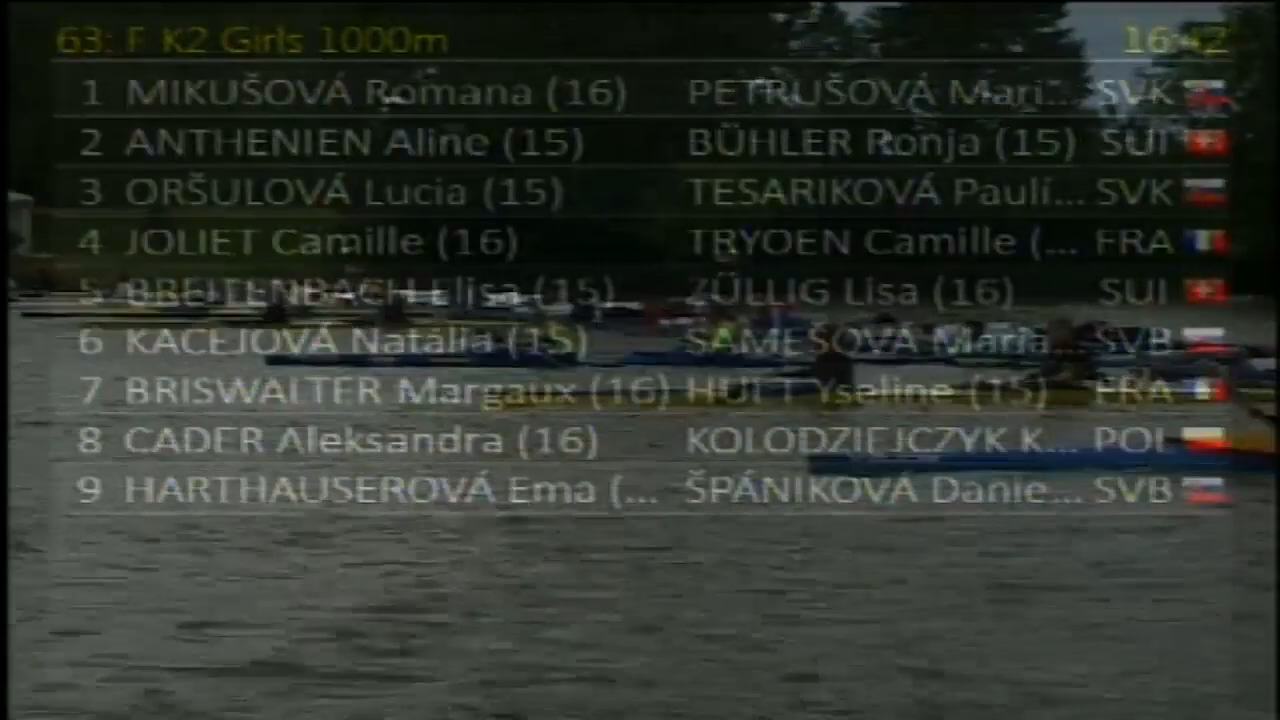 63: F K2 Girls 1000m 16:42
1 MIKUŠOVÁ Romana (16) PETRUŠOVÁ Mari... SVK
2 ANTHENIEN Aline (15) BÜHLER Ronja (15) SUI
3 ORŠULOVÁ Lucia (15) TESARIKOVÁ Paulí... SVK
4 JOLIET Camille (16) TRYOEN Camille (... FRA
5 BREITENBACH Elisa (15) ZÜLLIG Lisa (16) SUI
6 KACEJOVÁ Natália (15) SAMEŠOVÁ Mária... SVB
7 BRISWALTER Margaux (16) HUTT Ysaline (15) FRA
8 CADER Aleksandra (16) KOLODZIEJCZYK K... POL
9 HARTHAUSEROVÁ Ema (... ŠPÁNIKOVÁ Danie... SVB